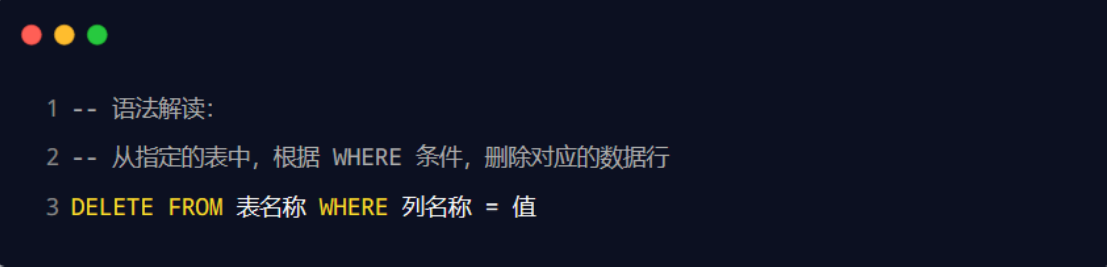 1 -- 语法解读：
2 -- 从指定的表中，根据 WHERE 条件，删除对应的数据行
3 DELETE FROM 表名称 WHERE 列名称 = 值